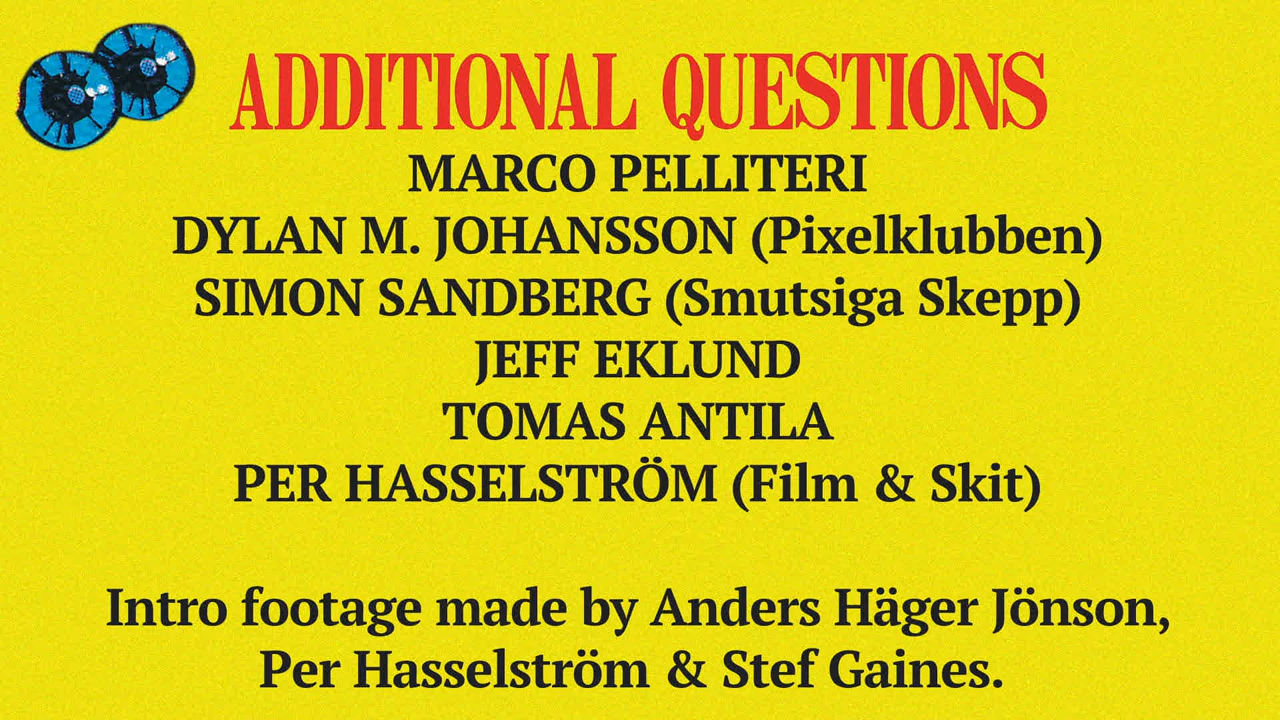 ADDITIONAL QUESTIONS
MARCO PELLITERI
DYLAN M. JOHANSSON (Pixelklubben)
SIMON SANDBERG (Smutsiga Skepp)
JEFF EKLUND
TOMAS ANTILA
PER HASSELSTRÖM (Film & Skit)
Intro footage made by Anders Häger Jönson,
Per Hasselström & Stef Gaines.